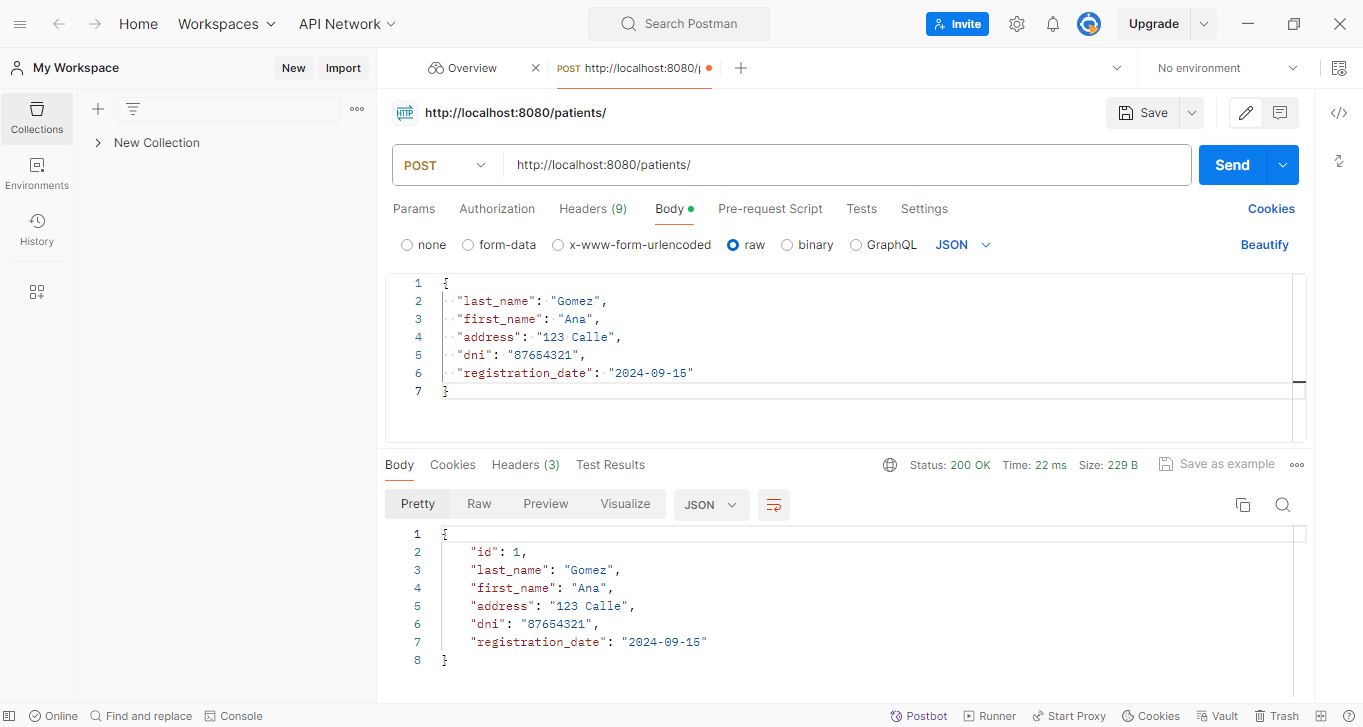 Home Workspaces API Network Search Postman Invite Upgrade
My Workspace New Import Overview POST http://localhost:8080/p No environment
Collections
Environments
History
New Collection
HTTP http://localhost:8080/patients/ Save
POST http://localhost:8080/patients/ Send
Params Authorization Headers (9) Body Pre-request Script Tests Settings Cookies
none form-data x-www-form-urlencoded raw binary GraphQL JSON Beautify
1 {
2 "last_name": "Gomez",
3 "first_name": "Ana",
4 "address": "123 Calle",
5 "dni": "87654321",
6 "registration_date": "2024-09-15"
7 }
Body Cookies Headers (3) Test Results Status: 200 OK Time: 22 ms Size: 229 B Save as example
Pretty Raw Preview Visualize JSON
1 {
2 "id": 1,
3 "last_name": "Gomez",
4 "first_name": "Ana",
5 "address": "123 Calle",
6 "dni": "87654321",
7 "registration_date": "2024-09-15"
8 }
Online Find and replace Console Postbot Runner Start Proxy Cookies Vault Trash